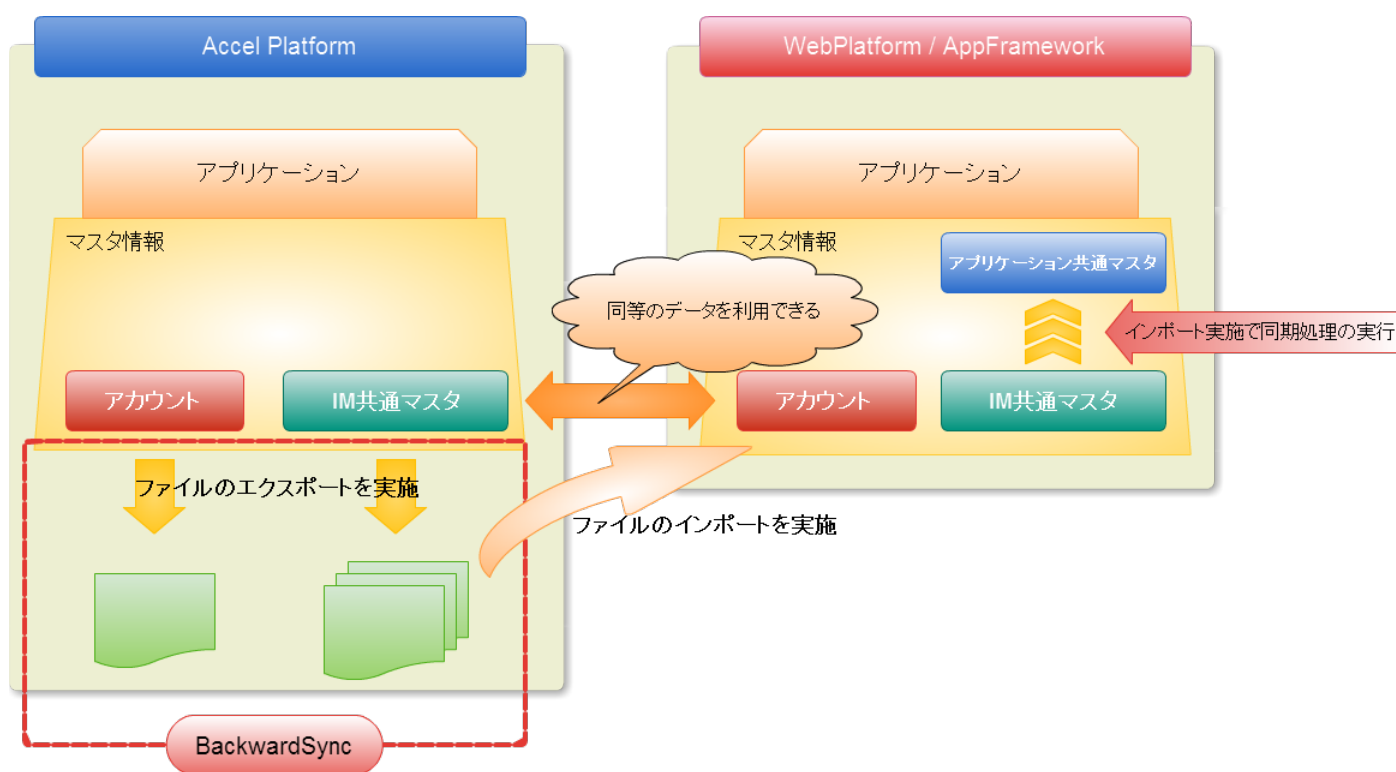 Accel Platform
WebPlatform / AppFramework
アプリケーション
アプリケーション
マスタ情報
マスタ情報
アプリケーション共通マスタ
同等のデータを利用できる
インポート実施で同期処理の実行
アカウント
IM共通マスタ
アカウント
IM共通マスタ
ファイルのエクスポートを実施
ファイルのインポートを実施
BackwardSync